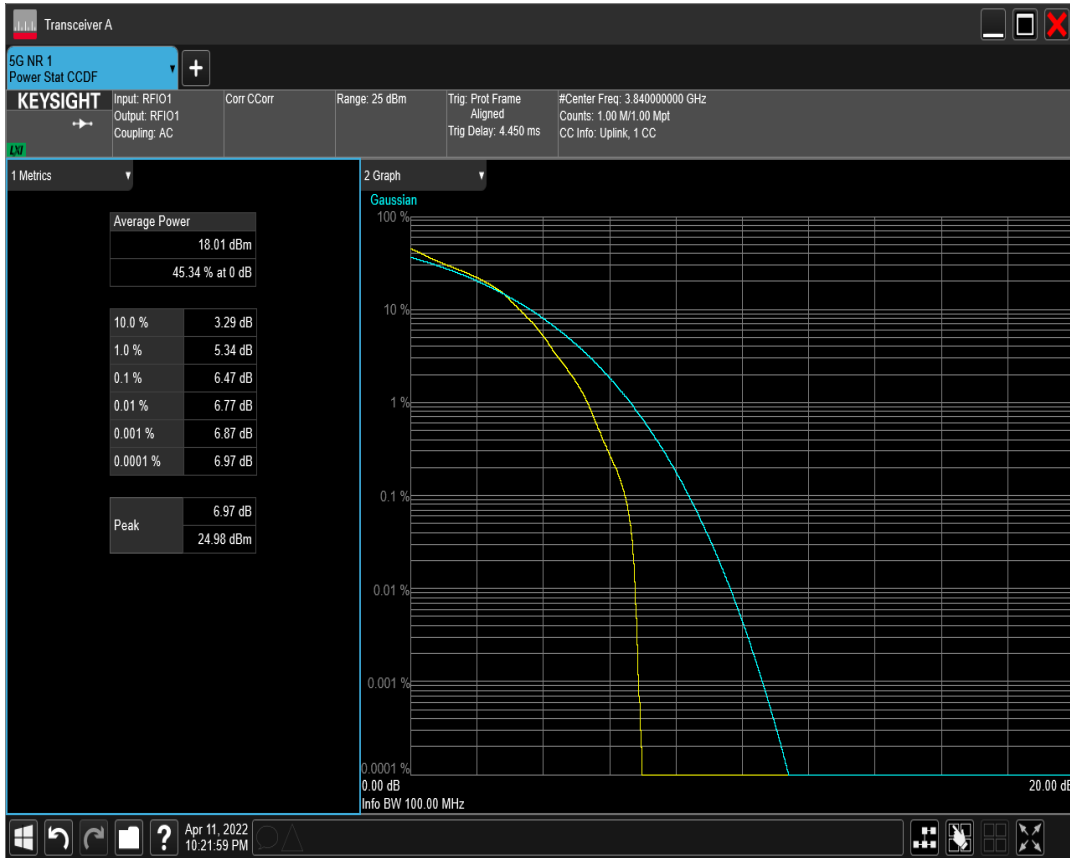 Transceiver A
5G NR 1
Power Stat CCDF
+
KEYSIGHT
LXI
Input: RFIO1
Output: RFIO1
Coupling: AC
Corr CCorr
Range: 25 dBm
Trig: Prot Frame
Aligned
Trig Delay: 4.450 ms
#Center Freq: 3.840000000 GHz
Counts: 1.00 M/1.00 Mpt
CC Info: Uplink, 1 CC
1 Metrics
Average Power
18.01 dBm
45.34 % at 0 dB
10.0 % 3.29 dB
1.0 % 5.34 dB
0.1 % 6.47 dB
0.01 % 6.77 dB
0.001 % 6.87 dB
0.0001 % 6.97 dB
Peak 6.97 dB
24.98 dBm
2 Graph
Gaussian
100 %
10 %
1 %
0.1 %
0.01 %
0.001 %
0.0001 %
0.00 dB 20.00 dB
Info BW 100.00 MHz
?
Apr 11, 2022
10:21:59 PM